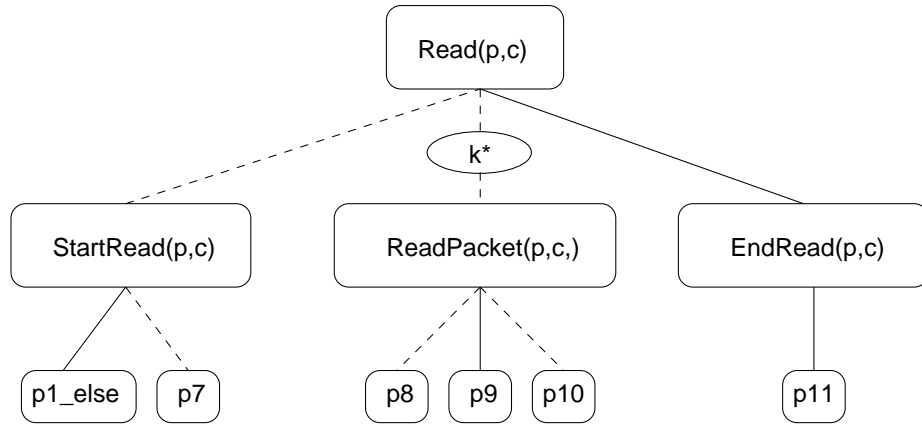 Read(p,c)
k*
StartRead(p,c)
ReadPacket(p,c,)
EndRead(p,c)
p1_else
p7
p8
p9
p10
p11